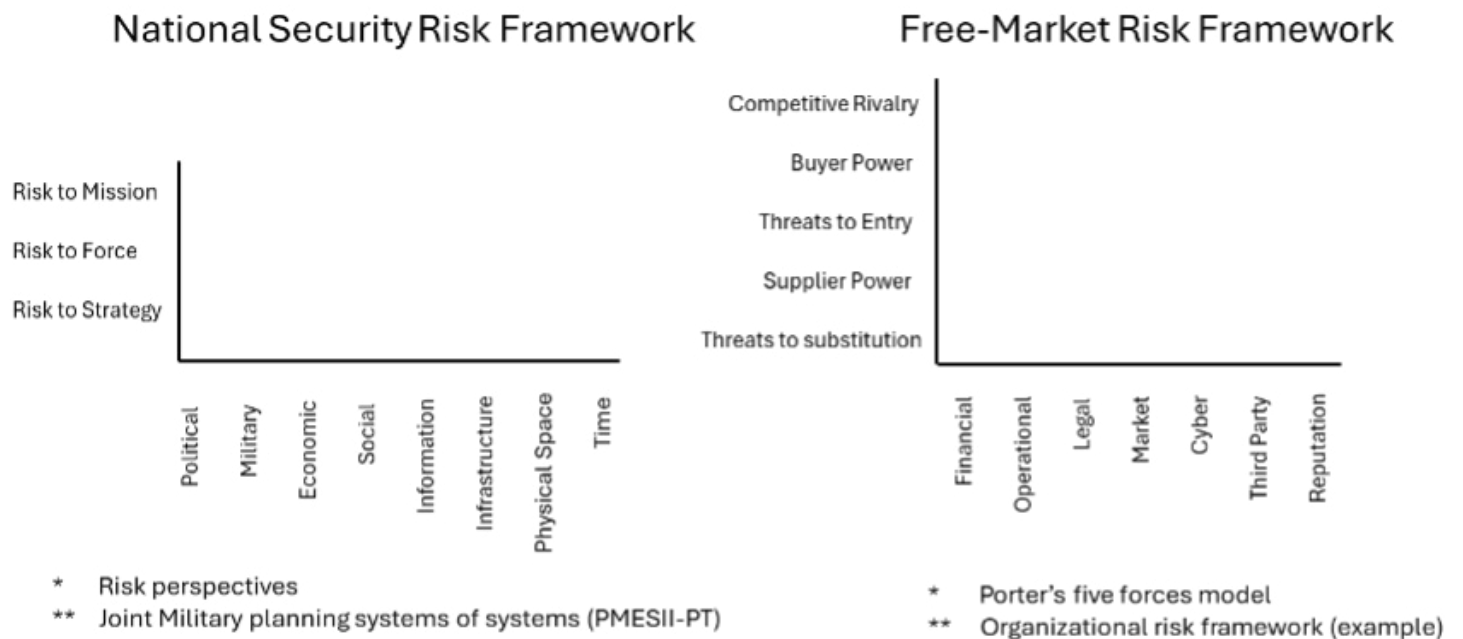 National Security Risk Framework
Risk to Mission
Risk to Force
Risk to Strategy
Political
Military
Economic
Social
Information
Infrastructure
Physical Space
Time
* Risk perspectives
** Joint Military planning systems of systems (PMESII-PT)
Free-Market Risk Framework
Competitive Rivalry
Buyer Power
Threats to Entry
Supplier Power
Threats to substitution
Financial
Operational
Legal
Market
Cyber
Third Party
Reputation
* Porter's five forces model
** Organizational risk framework (example)